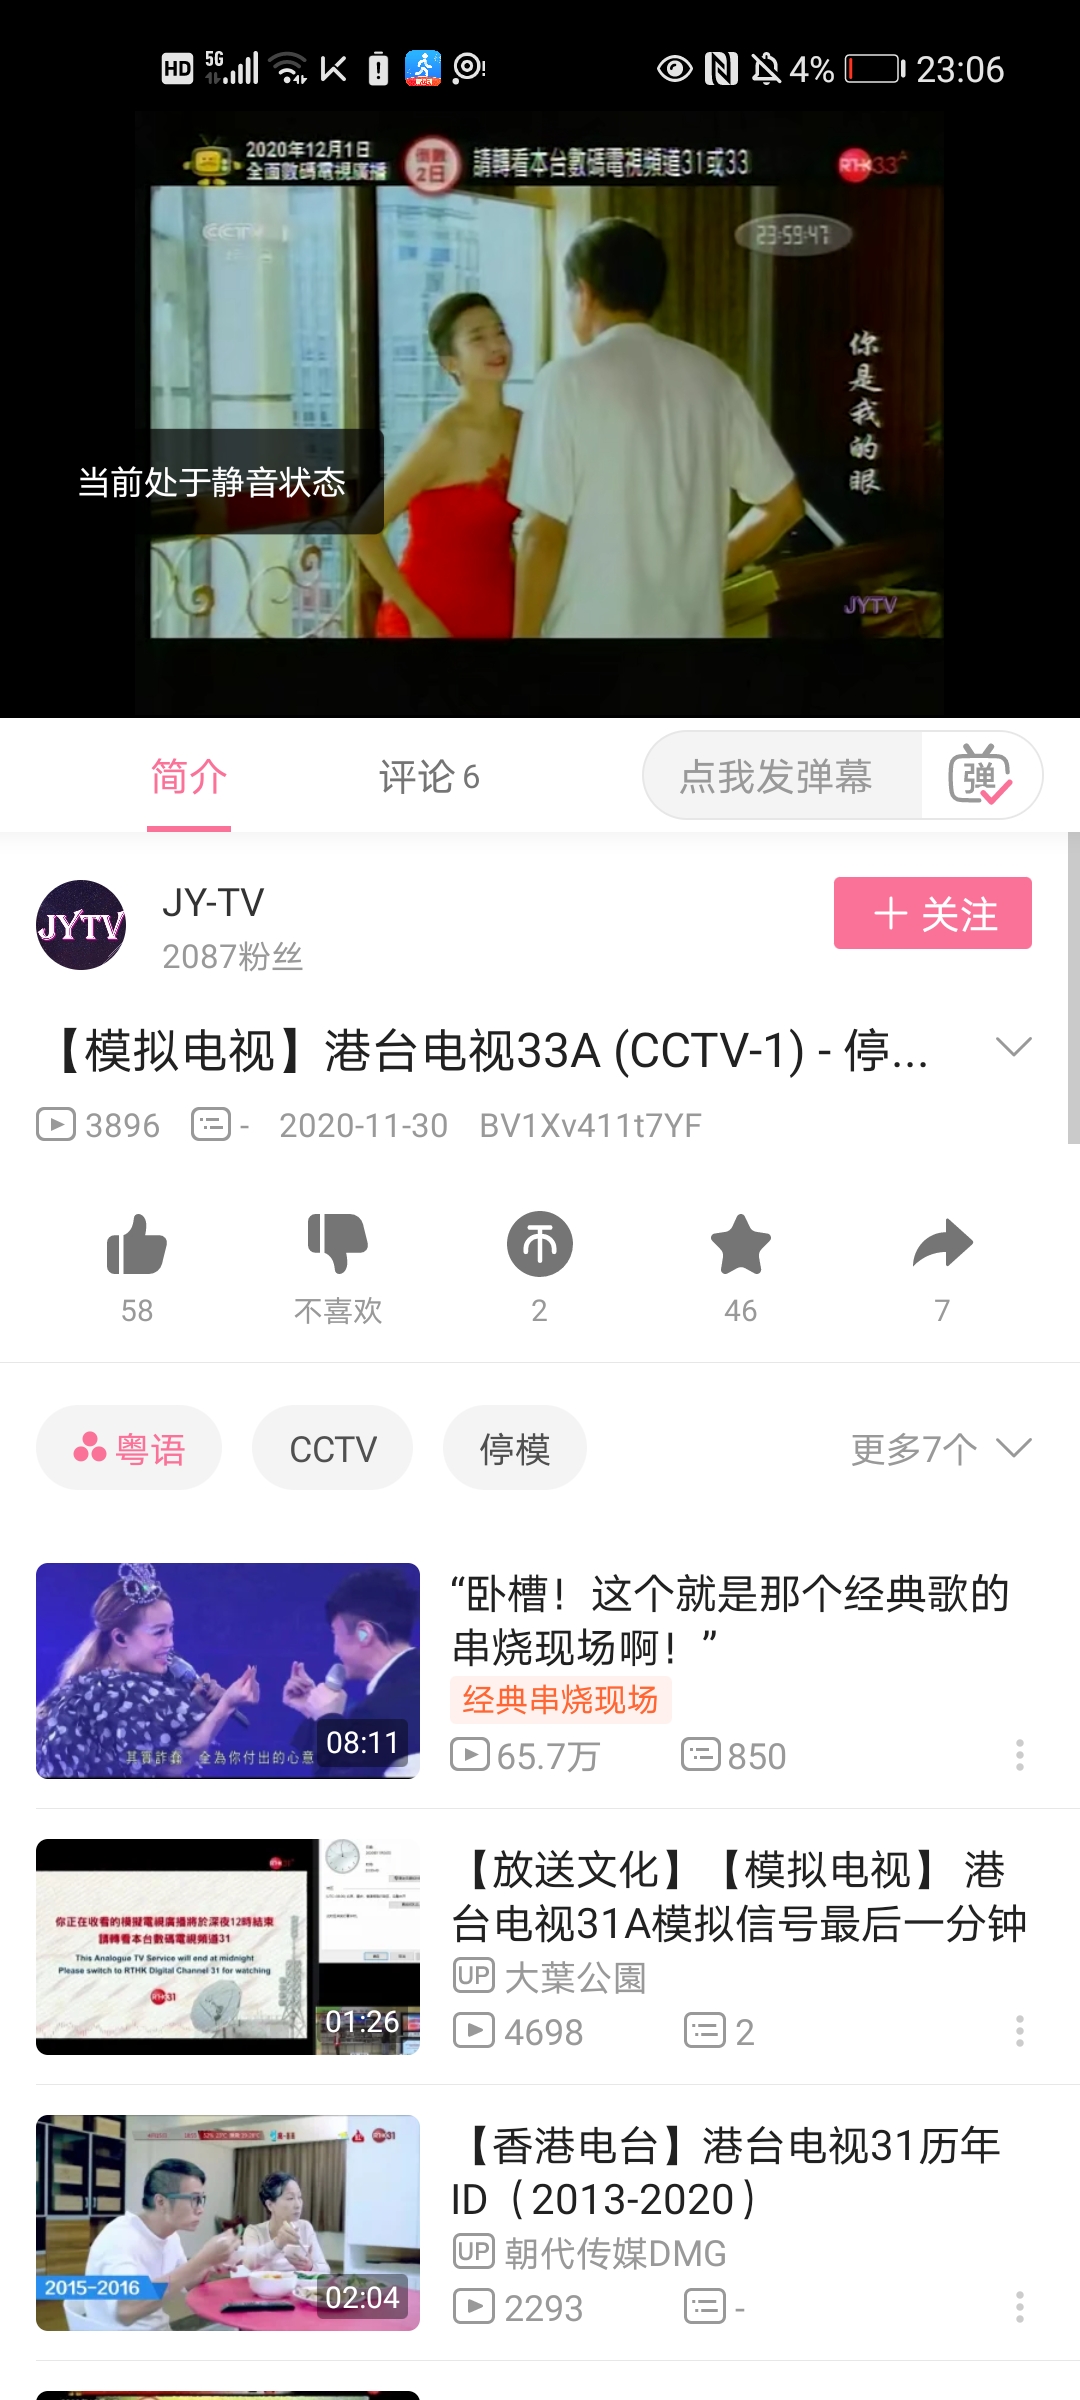 HD 5G 4% 23:06
2020年12月1日
全面數碼電視廣播
倒數
2日
請轉看本台數碼電視頻道31或33
RTHK33A
CCTV 1
23:59:47
你是我的眼
当前处于静音状态
JYTV
简介
评论 6
点我发弹幕
弹
JYTV
JY-TV
2087粉丝
关注
【模拟电视】港台电视33A (CCTV-1) - 停...
3896 - 2020-11-30 BV1Xv411t7YF
58 不喜欢 2 46 7
粤语 CCTV 停模 更多7个
“卧槽！这个就是那个经典歌的
串烧现场啊！”
经典串烧现场
65.7万 850
全為你付出的心意
08:11
【放送文化】【模拟电视】 港
台电视31A模拟信号最后一分钟
UP 大葉公園
4698 2
你正在收看的模擬電視廣播將於深夜12時結束
請轉看本台數碼電視頻道31
This Analogue TV Service will end at midnight
Please switch to RTHK Digital Channel 31 for watching
31
01:26
【香港电台】港台电视31历年
ID（2013-2020）
UP 朝代传媒DMG
2293 -
2015-2016
02:04